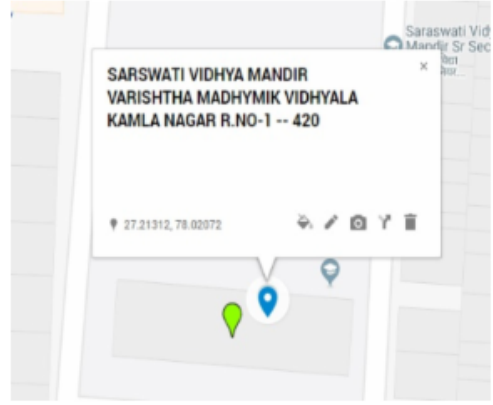 Saraswati Vid
Mandir Sr Sec
SARSWATI VIDHYA MANDIR
VARISHTHA MADHYMIK VIDHYALA
KAMLA NAGAR R.NO-1 -- 420
27.21312, 78.02072